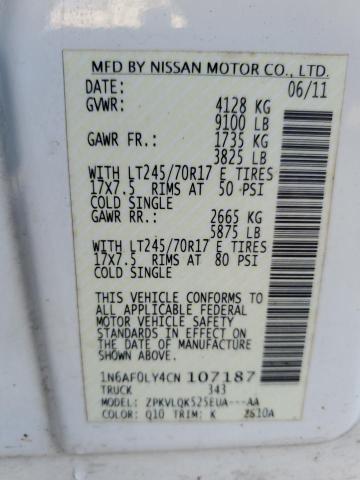 MFD BY NISSAN MOTOR CO., LTD.
DATE: 06/11
GVWR: 4128 KG
9100 LB
GAWR FR.: 1735 KG
3825 LB
WITH LT245/70R17 E TIRES
17X7.5 RIMS AT 50 PSI
COLD SINGLE
GAWR RR.: 2665 KG
5875 LB
WITH LT245/70R17 E TIRES
17X7.5 RIMS AT 80 PSI
COLD SINGLE
THIS VEHICLE CONFORMS TO
ALL APPLICABLE FEDERAL
MOTOR VEHICLE SAFETY
STANDARDS IN EFFECT ON
THE DATE OF MANUFACTURE
SHOWN ABOVE.
1N6AF0LY4CN 107187
TRUCK 343
MODEL: ZPKVLQK525EUA---AA
COLOR: Q10 TRIM: K